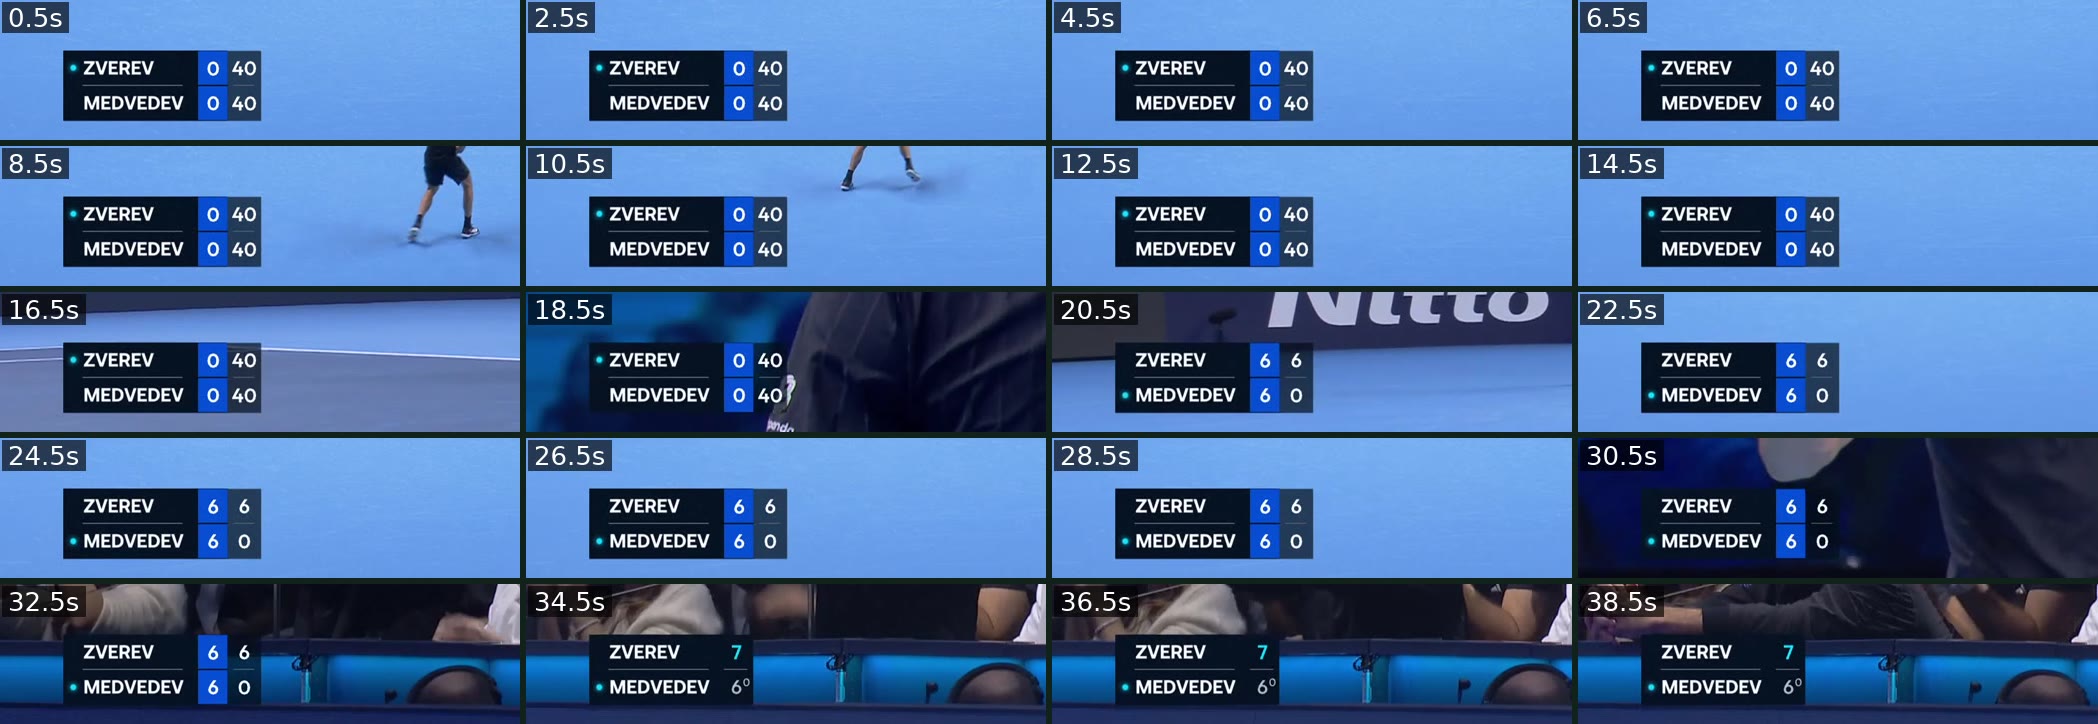 0.5s
ZVEREV 0 40
MEDVEDEV 0 40
2.5s
ZVEREV 0 40
MEDVEDEV 0 40
4.5s
ZVEREV 0 40
MEDVEDEV 0 40
6.5s
ZVEREV 0 40
MEDVEDEV 0 40
8.5s
ZVEREV 0 40
MEDVEDEV 0 40
10.5s
ZVEREV 0 40
MEDVEDEV 0 40
12.5s
ZVEREV 0 40
MEDVEDEV 0 40
14.5s
ZVEREV 0 40
MEDVEDEV 0 40
16.5s
ZVEREV 0 40
MEDVEDEV 0 40
18.5s
ZVEREV 0 40
MEDVEDEV 0 40
20.5s
Nitto
ZVEREV 6 6
MEDVEDEV 6 0
22.5s
ZVEREV 6 6
MEDVEDEV 6 0
24.5s
ZVEREV 6 6
MEDVEDEV 6 0
26.5s
ZVEREV 6 6
MEDVEDEV 6 0
28.5s
ZVEREV 6 6
MEDVEDEV 6 0
30.5s
ZVEREV 6 6
MEDVEDEV 6 0
32.5s
ZVEREV 6 6
MEDVEDEV 6 0
34.5s
ZVEREV 7
MEDVEDEV 6⁰
36.5s
ZVEREV 7
MEDVEDEV 6⁰
38.5s
ZVEREV 7
MEDVEDEV 6⁰